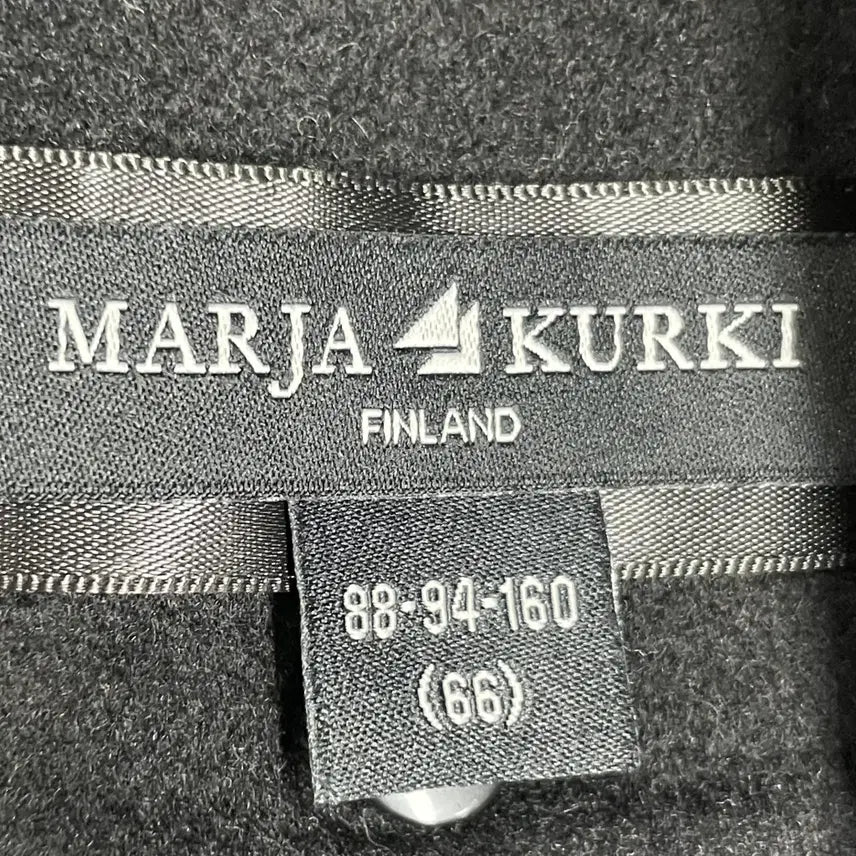 MARJA KURKI
FINLAND
88-94-160
(66)